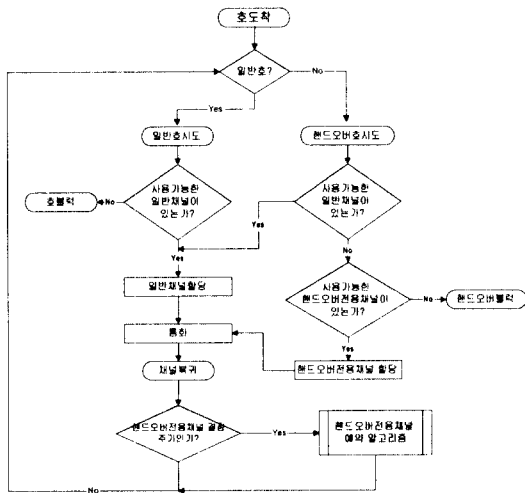 호도착
일반호?
No
Yes
일반호시도
핸드오버호시도
사용가능한
일반채널이
있는가?
No
호블럭
사용가능한
일반채널이
있는가?
Yes
Yes
No
일반채널할당
사용가능한
핸드오버전용채널이
있는가?
No
핸드오버블럭
통화
Yes
핸드오버전용채널 할당
채널복귀
핸드오버전용채널 결정
주기인가?
Yes
핸드오버전용채널
예약 알고리즘
No